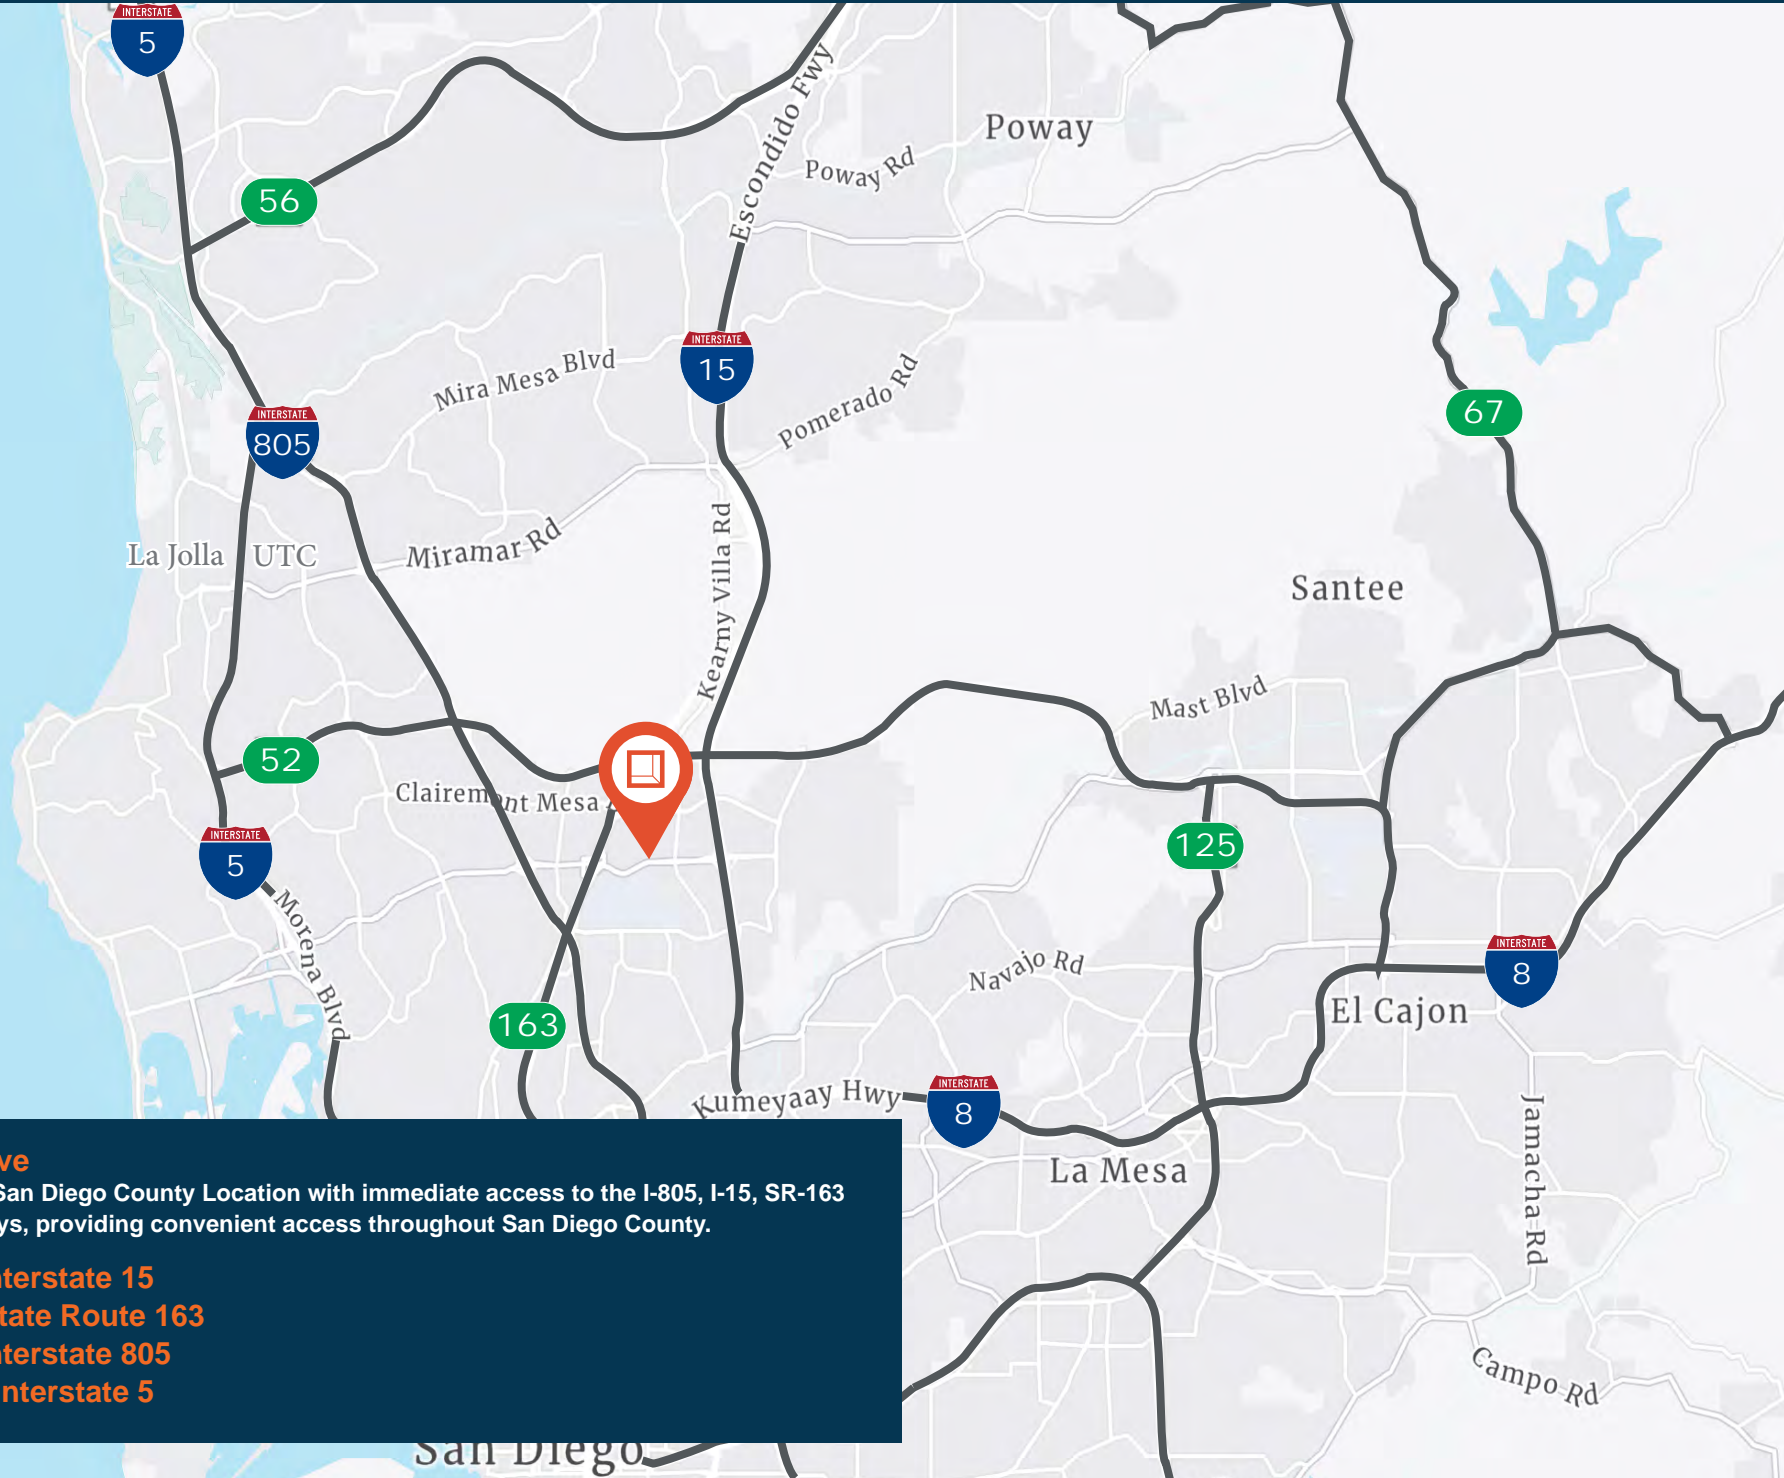 INTERSTATE
5
Escondido Fwy
Poway
Poway Rd
56
INTERSTATE
15
Mira Mesa Blvd
Pomerado Rd
67
INTERSTATE
805
Kearny Villa Rd
Miramar Rd
La Jolla
UTC
Santee
Mast Blvd
52
Clairemont Mesa
INTERSTATE
5
125
Morena Blvd
Navajo Rd
INTERSTATE
8
El Cajon
163
Kumeyaay Hwy
INTERSTATE
8
Jamacha Rd
La Mesa
San Diego County Location with immediate access to the I-805, I-15, SR-163
providing convenient access throughout San Diego County.
nterstate 15
tate Route 163
nterstate 805
Interstate 5
Campo Rd
San Diego